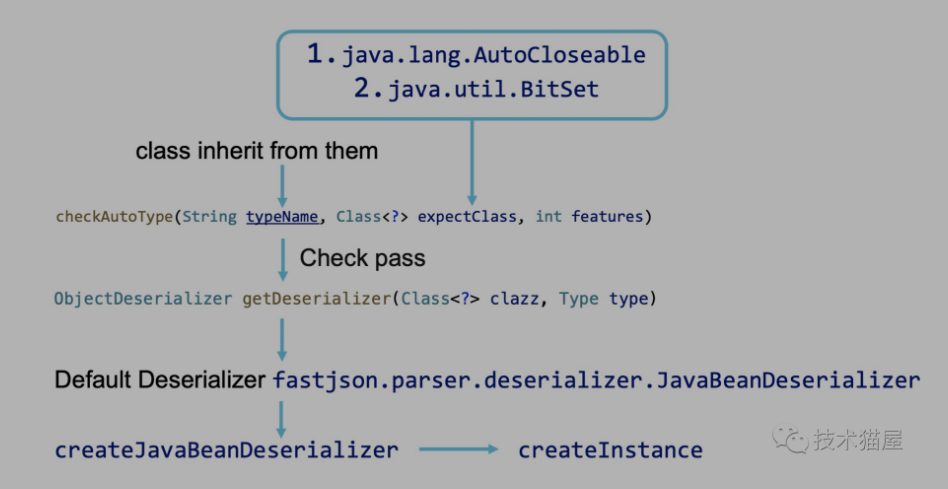 1.java.lang.AutoCloseable
2.java.util.BitSet
class inherit from them
checkAutoType(String typeName, Class<?> expectClass, int features)
Check pass
ObjectDeserializer getDeserializer(Class<?> clazz, Type type)
Default Deserializer fastjson.parser.deserializer.JavaBeanDeserializer
createJavaBeanDeserializer createInstance
技术猫屋